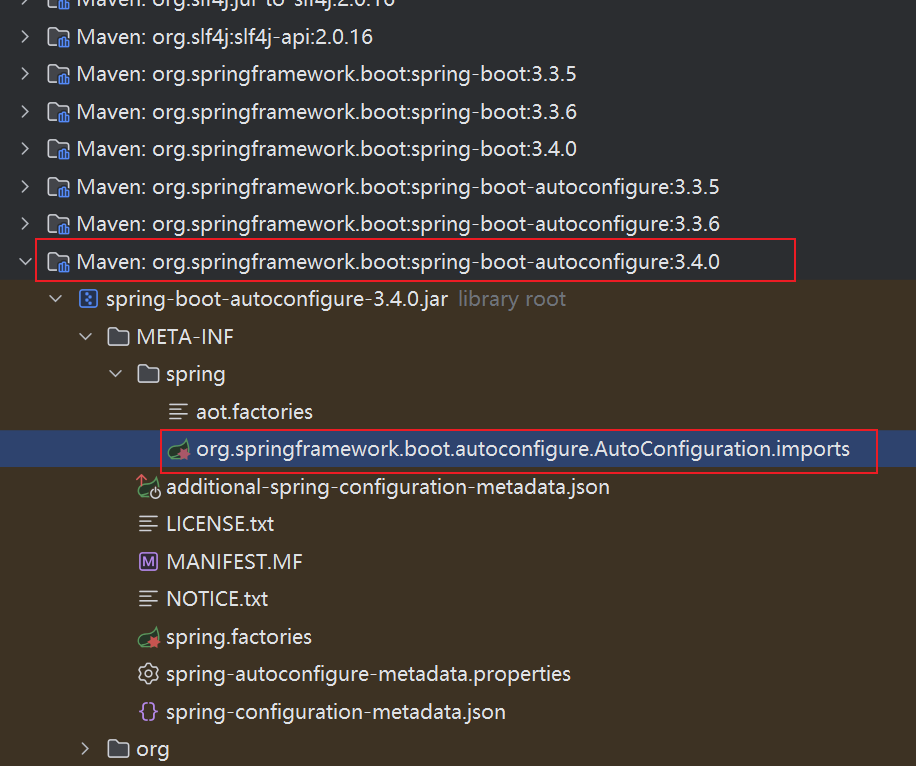 Maven: org.slf4j:jul-to-slf4j:2.0.16
Maven: org.slf4j:slf4j-api:2.0.16
Maven: org.springframework.boot:spring-boot:3.3.5
Maven: org.springframework.boot:spring-boot:3.3.6
Maven: org.springframework.boot:spring-boot:3.4.0
Maven: org.springframework.boot:spring-boot-autoconfigure:3.3.5
Maven: org.springframework.boot:spring-boot-autoconfigure:3.3.6
Maven: org.springframework.boot:spring-boot-autoconfigure:3.4.0
spring-boot-autoconfigure-3.4.0.jar library root
META-INF
spring
aot.factories
org.springframework.boot.autoconfigure.AutoConfiguration.imports
additional-spring-configuration-metadata.json
LICENSE.txt
M MANIFEST.MF
NOTICE.txt
spring.factories
spring-autoconfigure-metadata.properties
spring-configuration-metadata.json
org